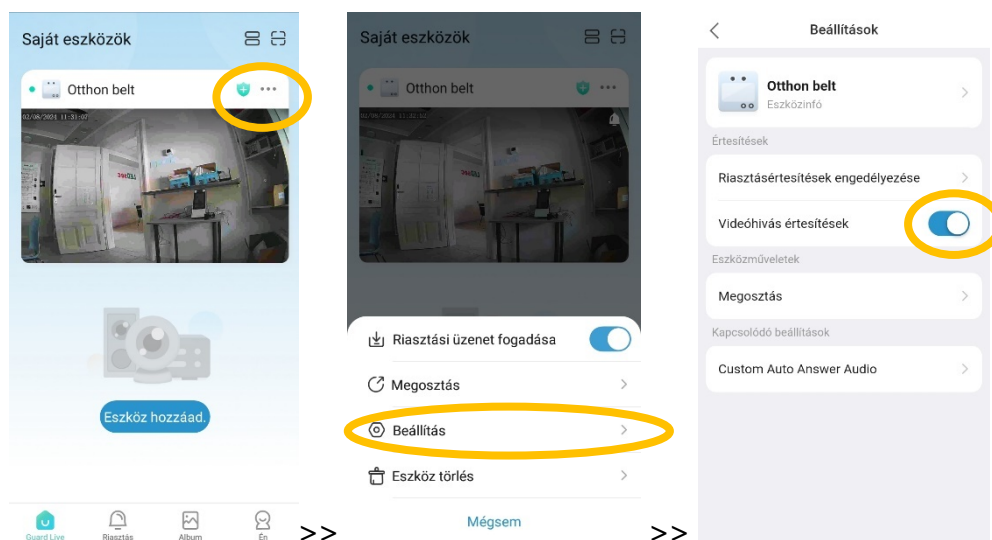 Saját eszközök
Otthon belt
02/08/2024 11:31:07
Eszköz hozzáad.
Guard Live
Riasztás
Album
Én
>>
Saját eszközök
Otthon belt
Riasztási üzenet fogadása
Megosztás
Beállítás
Eszköz törlés
Mégsem
>>
Beállítások
Otthon belt
Eszközinfó
Értesítések
Riasztásértesítések engedélyezése
Videóhivás értesítések
Eszközműveletek
Megosztás
Kapcsolódó beállítások
Custom Auto Answer Audio